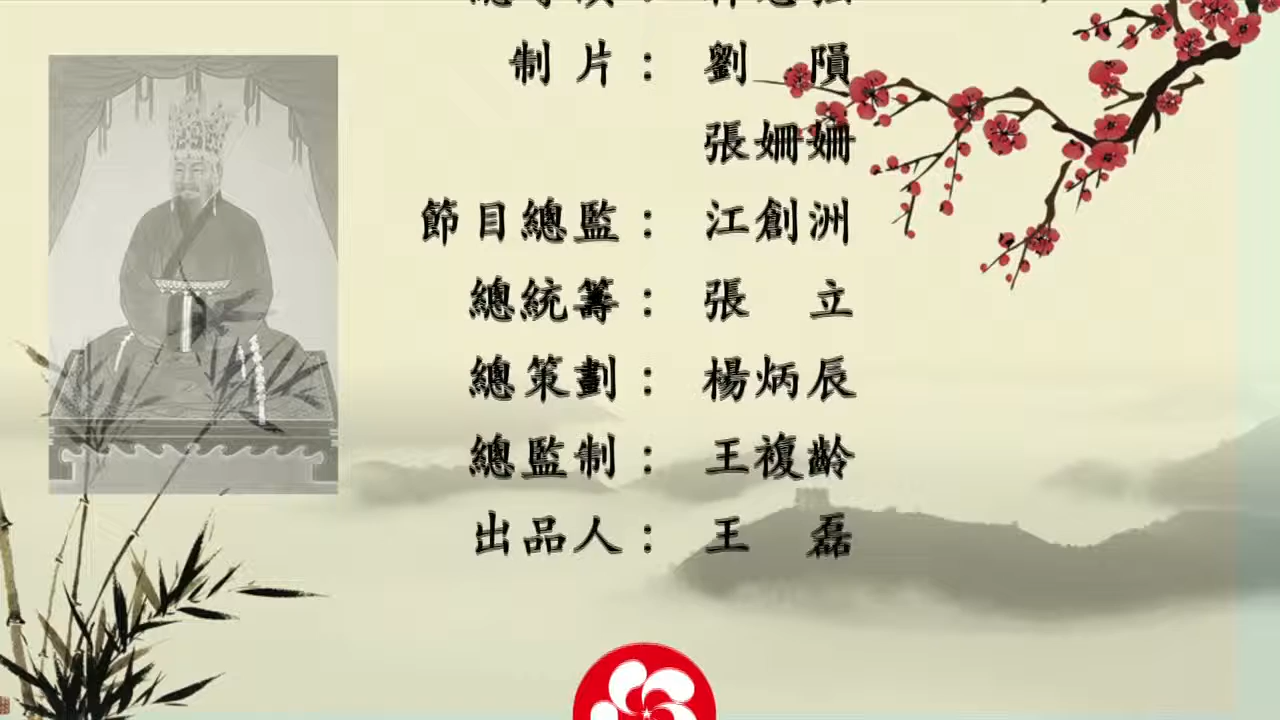 制片： 劉 隕
張姍姍
節目總監： 江創洲
總統籌： 張 立
總策劃： 楊炳辰
總監制： 王複齡
出品人： 王 磊